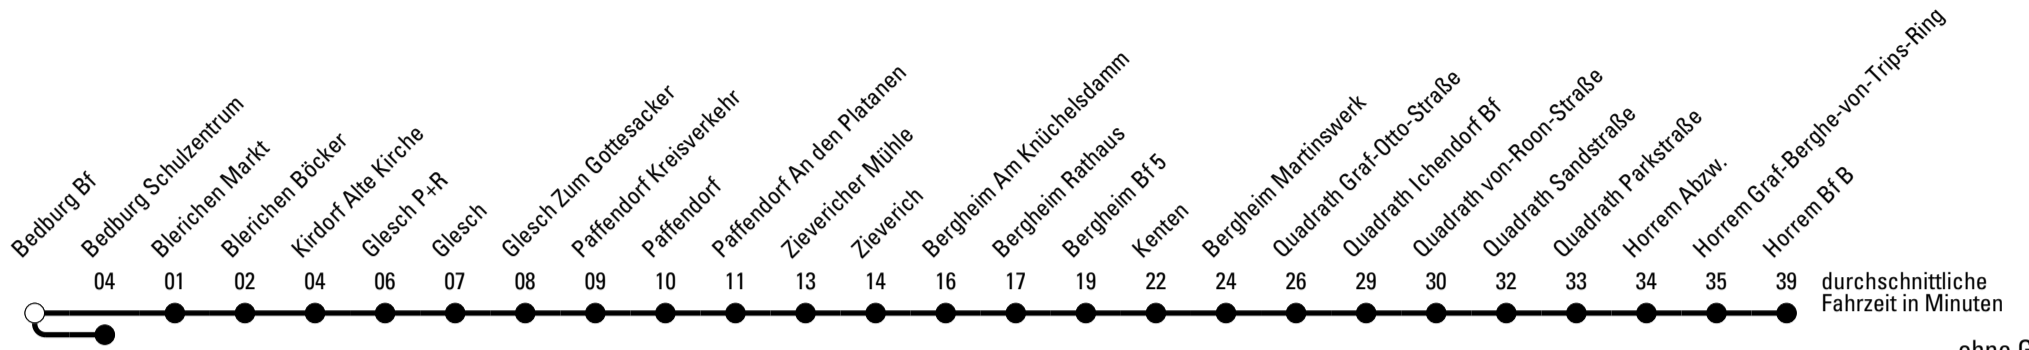 Bedburg Bf
Bedburg Schulzentrum
Blerichen Markt
Blerichen Böcker
Kirdorf Alte Kirche
Glesch P+R
Glesch
Glesch Zum Gottesacker
Paffendorf Kreisverkehr
Paffendorf
Paffendorf An den Platanen
Zievericher Mühle
Zieverich
Bergheim Am Knüchelsdamm
Bergheim Rathaus
Bergheim Bf 5
Kenten
Bergheim Martinswerk
Quadrath Graf-Otto-Straße
Quadrath Ichendorf Bf
Quadrath von-Roon-Straße
Quadrath Sandstraße
Quadrath Parkstraße
Horrem Abzw.
Horrem Graf-Berghe-von-Trips-Ring
Horrem Bf B
04 01 02 04 06 07 08 09 10 11 13 14 16 17 19 22 24 26 29 30 32 33 34 35 39 durchschnittliche
Fahrzeit in Minuten
ohne